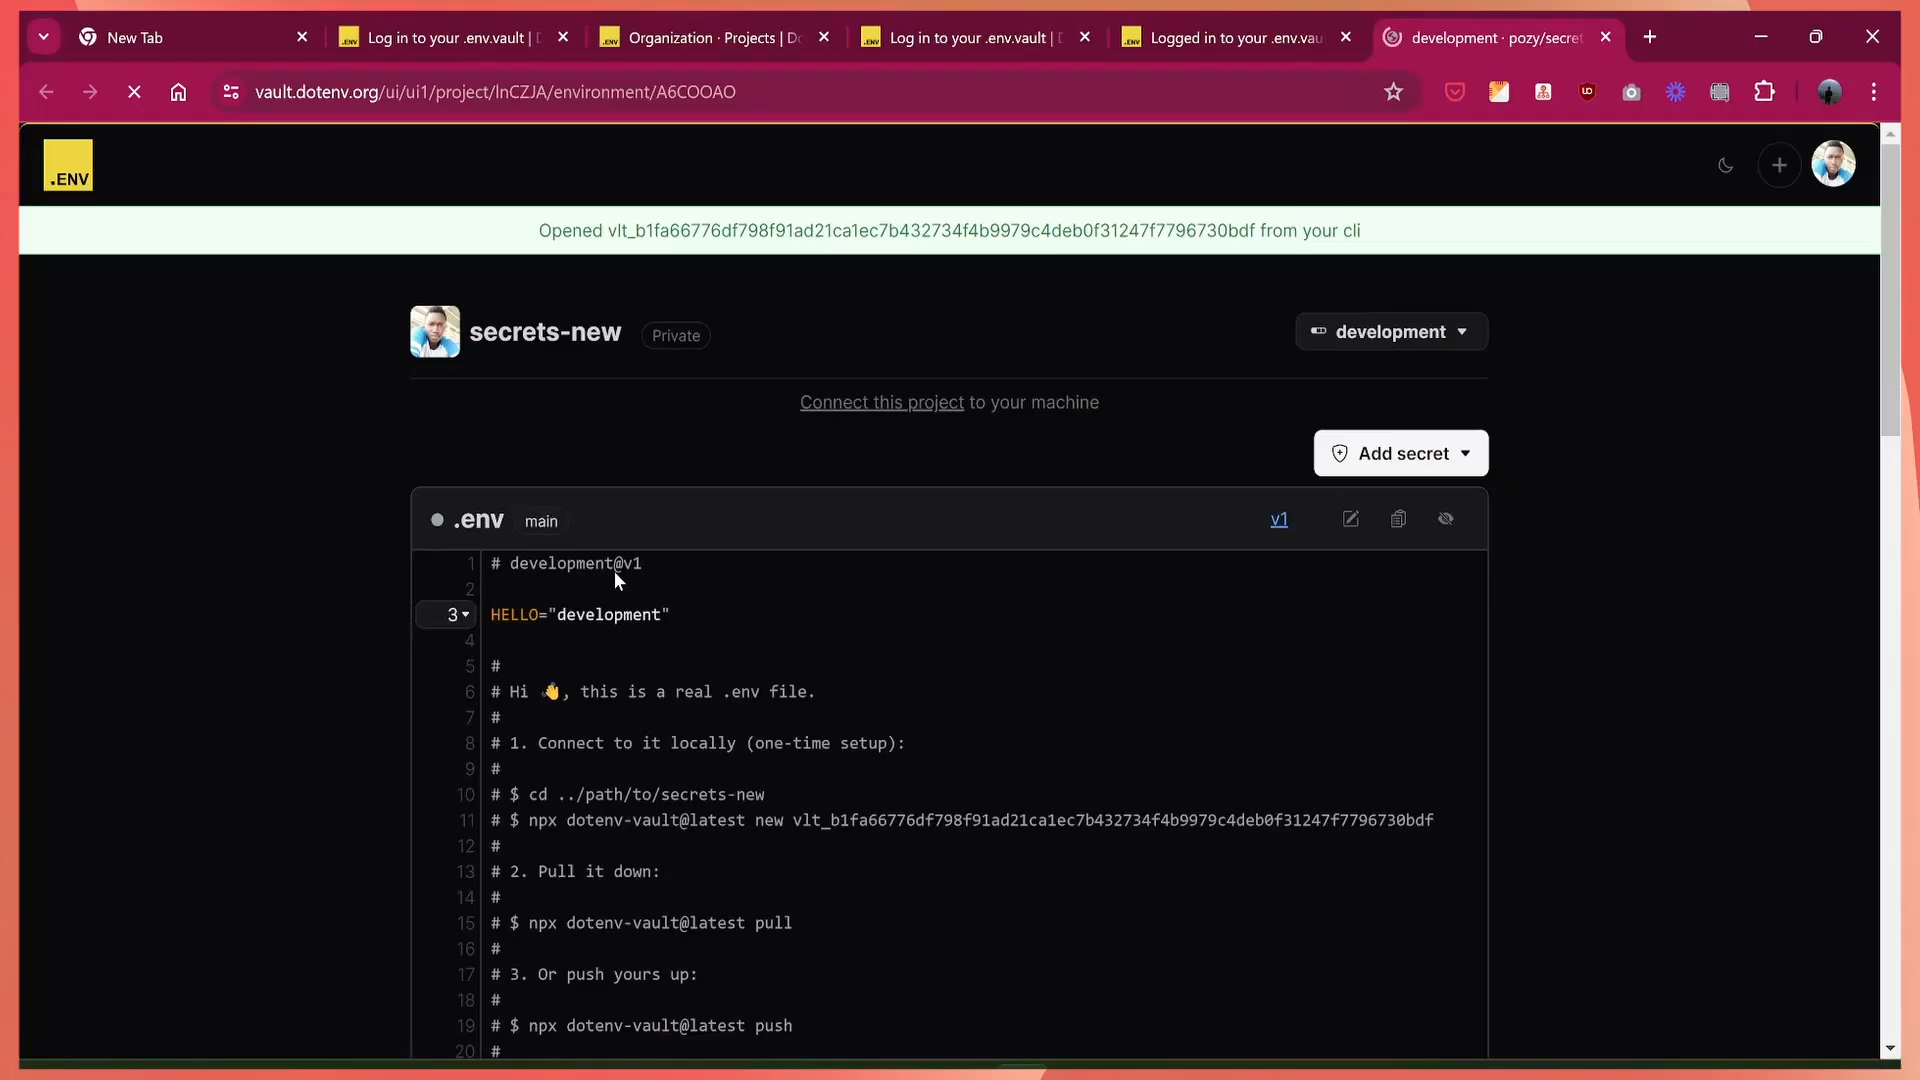 New Tab
Log in to your .env.vault | D
Organization · Projects | Do
Log in to your .env.vault | D
Logged in to your .env.vau
development · pozy/secret
vault.dotenv.org/ui/ui1/project/lnCZJA/environment/A6COOAO
.ENV
Opened vlt_b1fa66776df798f91ad21ca1ec7b432734f4b9979c4deb0f31247f7796730bdf from your cli
secrets-new
Private
development
Connect this project to your machine
Add secret
.env main v1
1 # development@v1
2
3 HELLO="development"
4
5 #
6 # Hi 👋, this is a real .env file.
7 #
8 # 1. Connect to it locally (one-time setup):
9 #
10 # $ cd ../path/to/secrets-new
11 # $ npx dotenv-vault@latest new vlt_b1fa66776df798f91ad21ca1ec7b432734f4b9979c4deb0f31247f7796730bdf
12 #
13 # 2. Pull it down:
14 #
15 # $ npx dotenv-vault@latest pull
16 #
17 # 3. Or push yours up:
18 #
19 # $ npx dotenv-vault@latest push
20 #